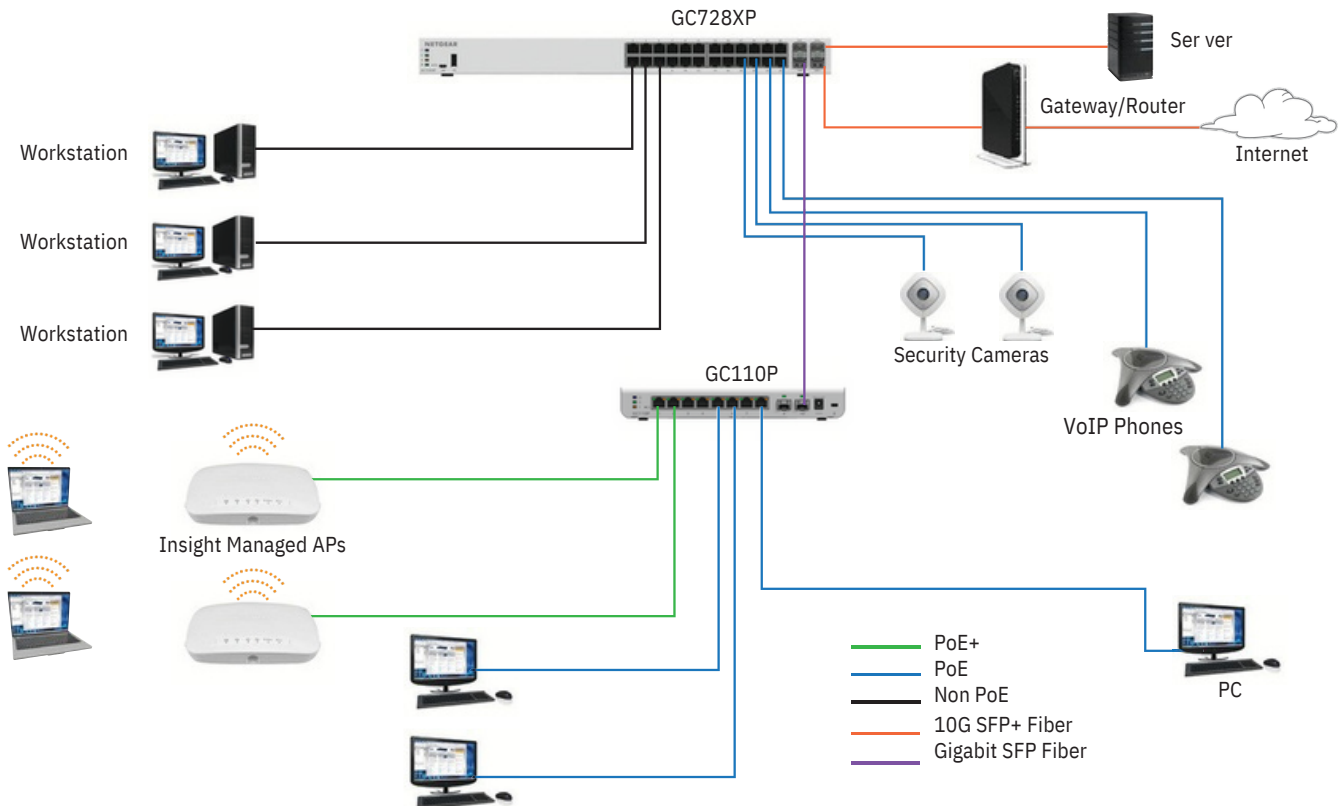 GC728XP
NETGEAR
Ser ver
Gateway/Router
Internet
Workstation
Workstation
Workstation
Security Cameras
GC110P
VoIP Phones
Insight Managed APs
PoE+
PoE
Non PoE
10G SFP+ Fiber
Gigabit SFP Fiber
PC